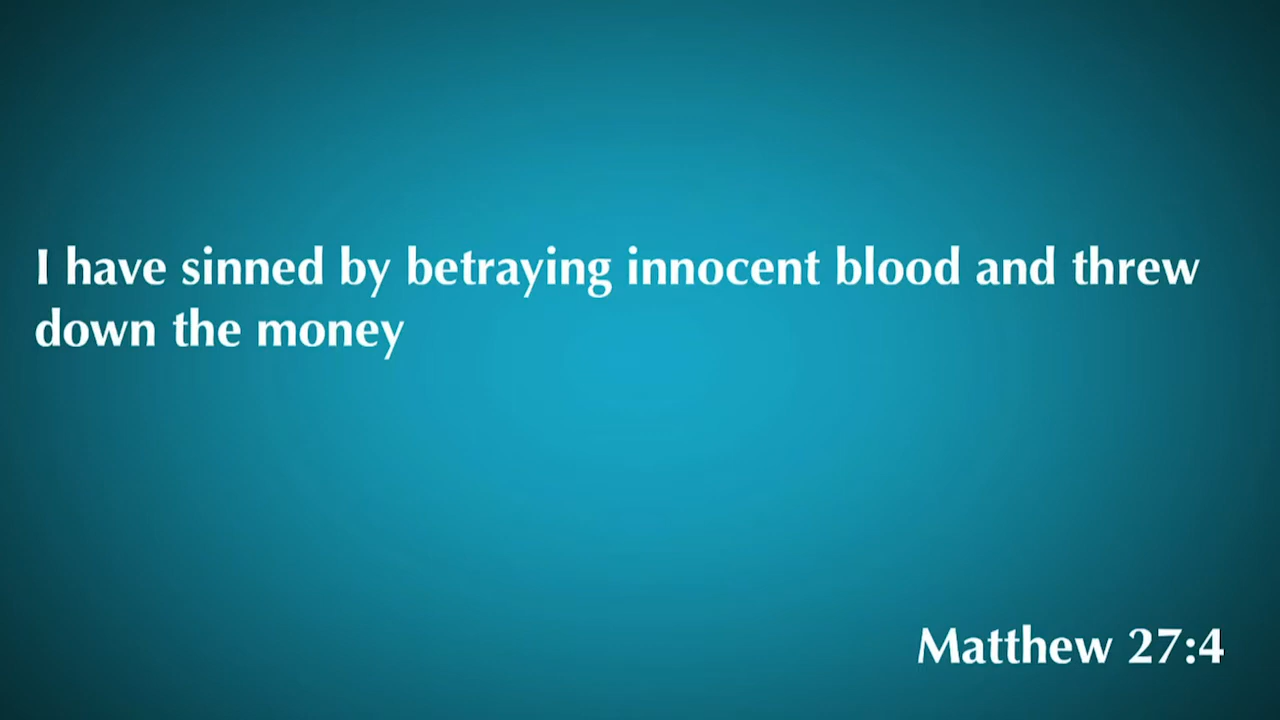 I have sinned by betraying innocent blood and threw
down the money
Matthew 27:4